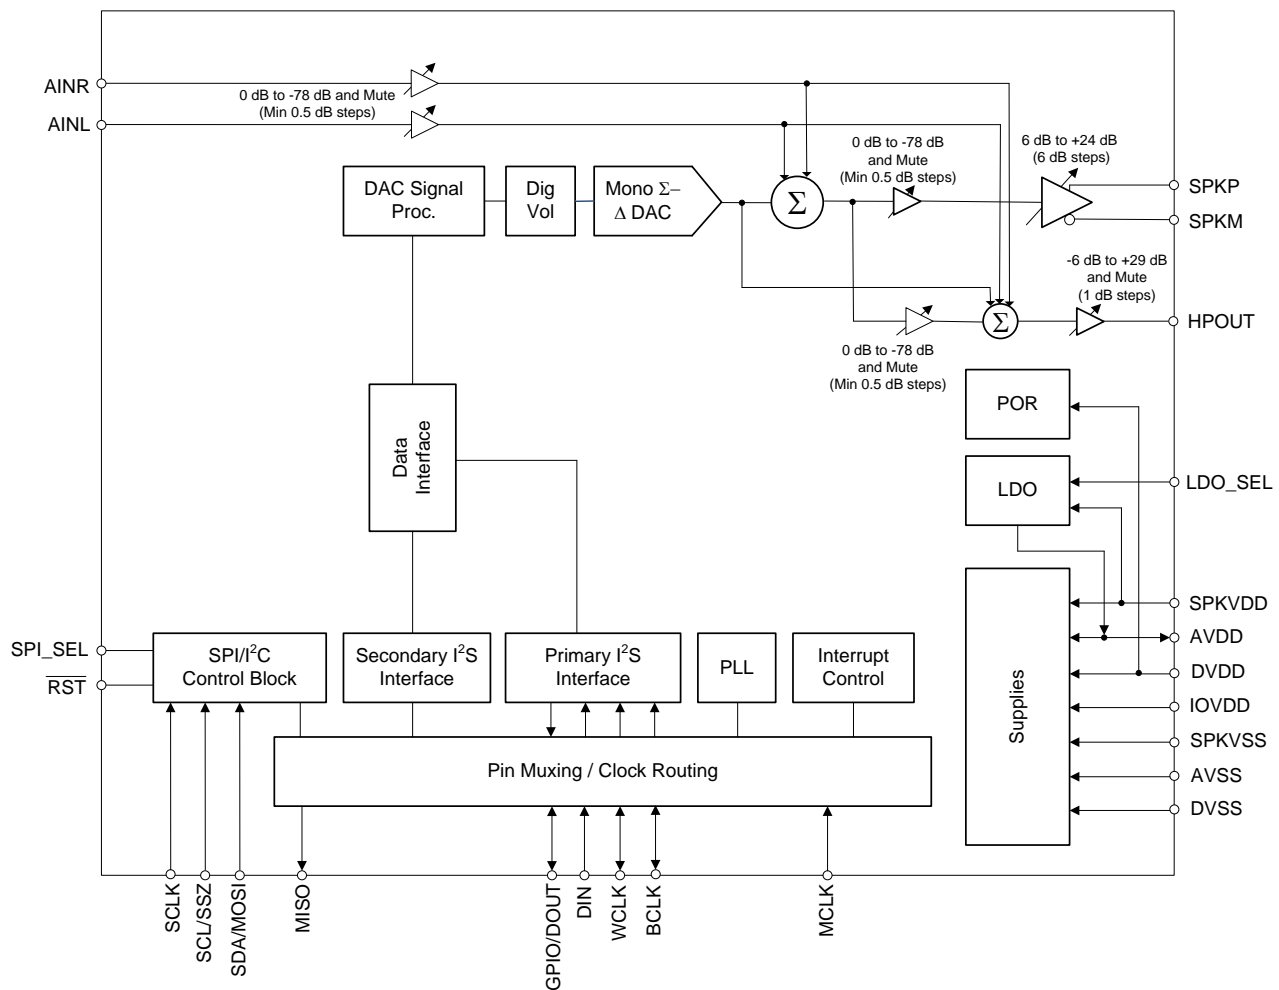 AINR
0 dB to -78 dB and Mute
(Min 0.5 dB steps)
AINL
0 dB to -78 dB
and Mute
(Min 0.5 dB steps)
6 dB to +24 dB
(6 dB steps)
DAC Signal
Proc.
Dig
Vol
Mono Σ–
Δ DAC
Σ
SPKP
SPKM
-6 dB to +29 dB
and Mute
(1 dB steps)
Σ
HPOUT
0 dB to -78 dB
and Mute
(Min 0.5 dB steps)
POR
Data
Interface
LDO
LDO_SEL
SPKVDD
AVDD
DVDD
IOVDD
SPKVSS
AVSS
DVSS
Supplies
SPI_SEL
RST
SPI/I²C
Control Block
Secondary I²S
Interface
Primary I²S
Interface
PLL
Interrupt
Control
Pin Muxing / Clock Routing
SCLK
SCL/SSZ
SDA/MOSI
MISO
GPIO/DOUT
DIN
WCLK
BCLK
MCLK